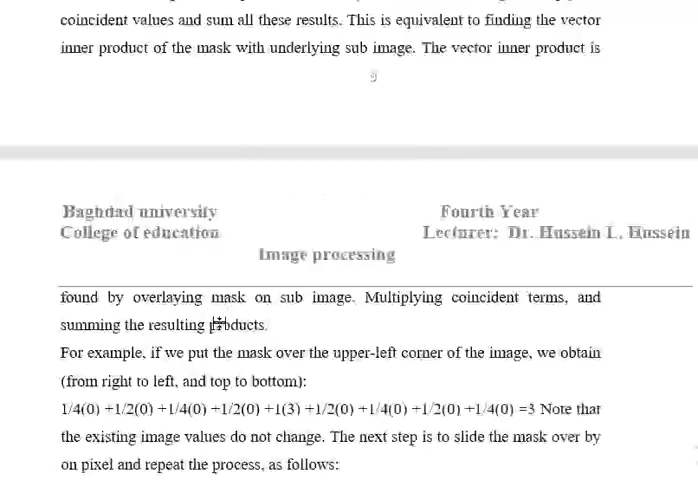 coincident values and sum all these results. This is equivalent to finding the vector
inner product of the mask with underlying sub image. The vector inner product is
9
Baghdad university Fourth Year
College of education Lecturer: Dr. Hussein L. Hussein
Image processing
found by overlaying mask on sub image. Multiplying coincident terms, and
summing the resulting products.
For example, if we put the mask over the upper-left corner of the image, we obtain
(from right to left, and top to bottom):
1/4(0) +1/2(0) +1/4(0) +1/2(0) +1(3) +1/2(0) +1/4(0) +1/2(0) +1/4(0) =3 Note that
the existing image values do not change. The next step is to slide the mask over by
on pixel and repeat the process, as follows: